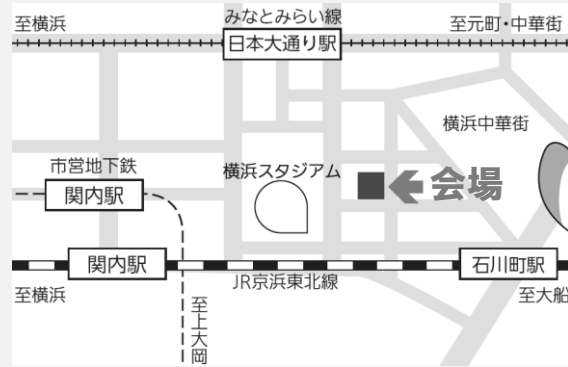 みなとみらい線
至横浜
日本大通り駅
至元町・中華街
横浜中華街
市営地下鉄
関内駅
横浜スタジアム
会場
関内駅
石川町駅
至横浜
JR京浜東北線
至大船
至上大岡